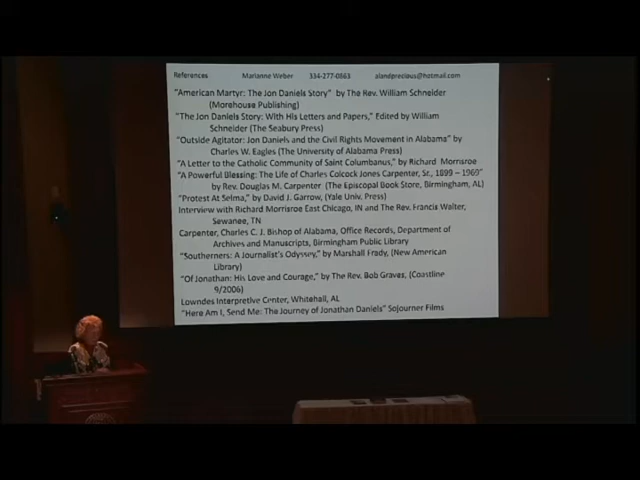 References Marianne Weber 334-277-0863 alandprecious@hotmail.com
"American Martyr: The Jon Daniels Story" by The Rev. William Schneider
(Morehouse Publishing)
"The Jon Daniels Story: With His Letters and Papers," Edited by William
Schneider (The Seabury Press)
"Outside Agitator: Jon Daniels and the Civil Rights Movement in Alabama" by
Charles W. Eagles (The University of Alabama Press)
"A Letter to the Catholic Community of Saint Columbanus," by Richard Morrisroe
"A Powerful Blessing: The Life of Charles Colcock Jones Carpenter, Sr., 1899 – 1969"
by Rev. Douglas M. Carpenter (The Episcopal Book Store, Birmingham, AL)
"Protest At Selma," by David J. Garrow, (Yale Univ. Press)
Interview with Richard Morrisroe East Chicago, IN and The Rev. Francis Walter,
Sewanee, TN
Carpenter, Charles C. J. Bishop of Alabama, Office Records, Department of
Archives and Manuscripts, Birmingham Public Library
"Southerners: A Journalist's Odyssey," by Marshall Frady, (New American
Library)
"Of Jonathan: His Love and Courage," by The Rev. Bob Graves, (Coastline
9/2006)
Lowndes Interpretive Center, Whitehall, AL
"Here Am I, Send Me: The Journey of Jonathan Daniels" Sojourner Films